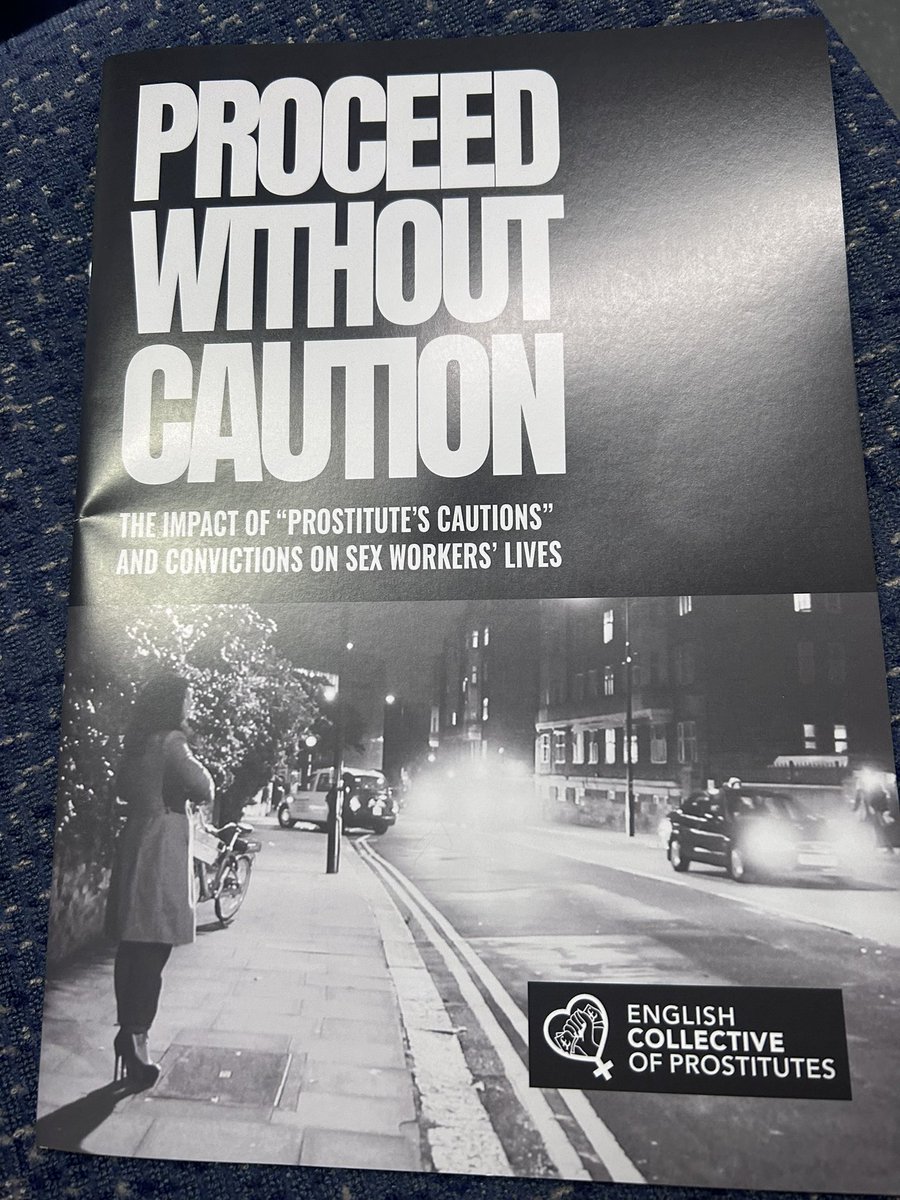 PROCEED
WITHOUT
CAUTION
THE IMPACT OF “PROSTITUTE’S CAUTIONS”
AND CONVICTIONS ON SEX WORKERS’ LIVES
ENGLISH
COLLECTIVE
OF PROSTITUTES